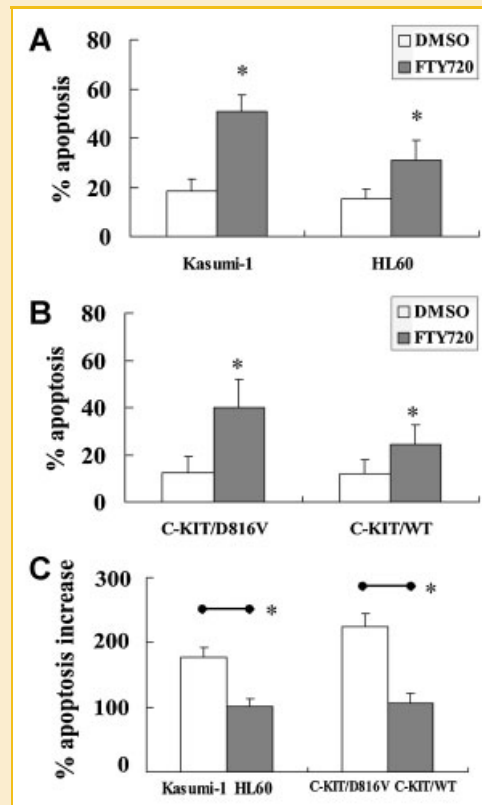 A
80
60
40
20
0
% apoptosis
DMSO
FTY720
*
*
Kasumi-1 HL60
B
80
60
40
20
0
% apoptosis
DMSO
FTY720
*
*
C-KIT/D816V C-KIT/WT
C
300
200
100
0
% apoptosis increase
*
*
Kasumi-1 HL60 C-KIT/D816V C-KIT/WT